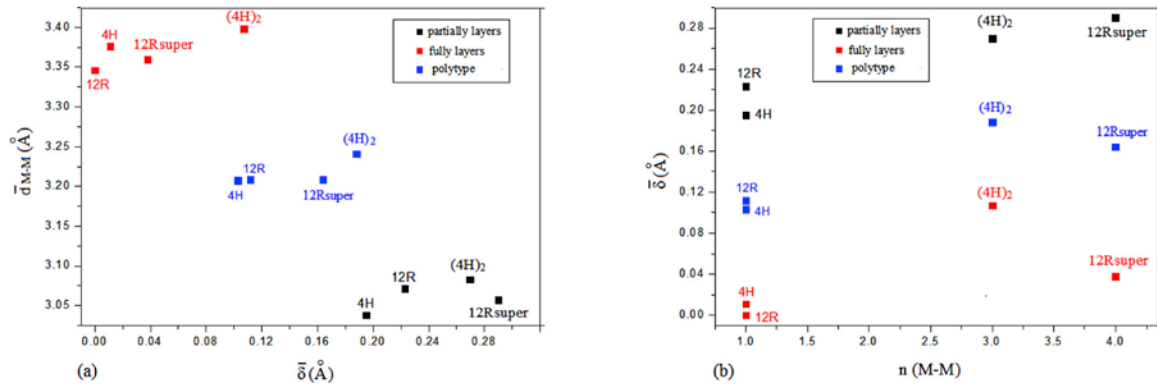 3.40
3.35
3.30
3.25
3.20
3.15
3.10
3.05
d̄ M-M (Å)
4H
12R
12Rsuper
(4H)2
partially layers
fully layers
polytype
4H
12R
12Rsuper
(4H)2
4H
12R
(4H)2
12Rsuper
0.00 0.04 0.08 0.12 0.16 0.20 0.24 0.28
(a)
δ̄ (Å)
0.28
0.24
0.20
0.16
0.12
0.08
0.04
0.00
δ̄ (Å)
partially layers
fully layers
polytype
12R
4H
(4H)2
12Rsuper
12R
4H
(4H)2
12Rsuper
4H
12R
(4H)2
12Rsuper
1.0 1.5 2.0 2.5 3.0 3.5 4.0
(b)
n (M-M)